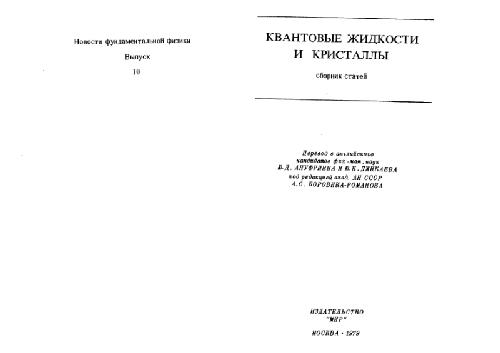 Новости фундаментальной физики
Выпуск
10
КВАНТОВЫЕ ЖИДКОСТИ
И КРИСТАЛЛЫ
сборник статей
Перевод с английского
кандидатов физ.-мат. наук
В.Д. АНУФРИЕВА И
под редакцией акад. АН СССР
А.С. БОРОВИКА-РОМАНОВА
ИЗДАТЕЛЬСТВО
"МИР"
МОСКВА - 1979